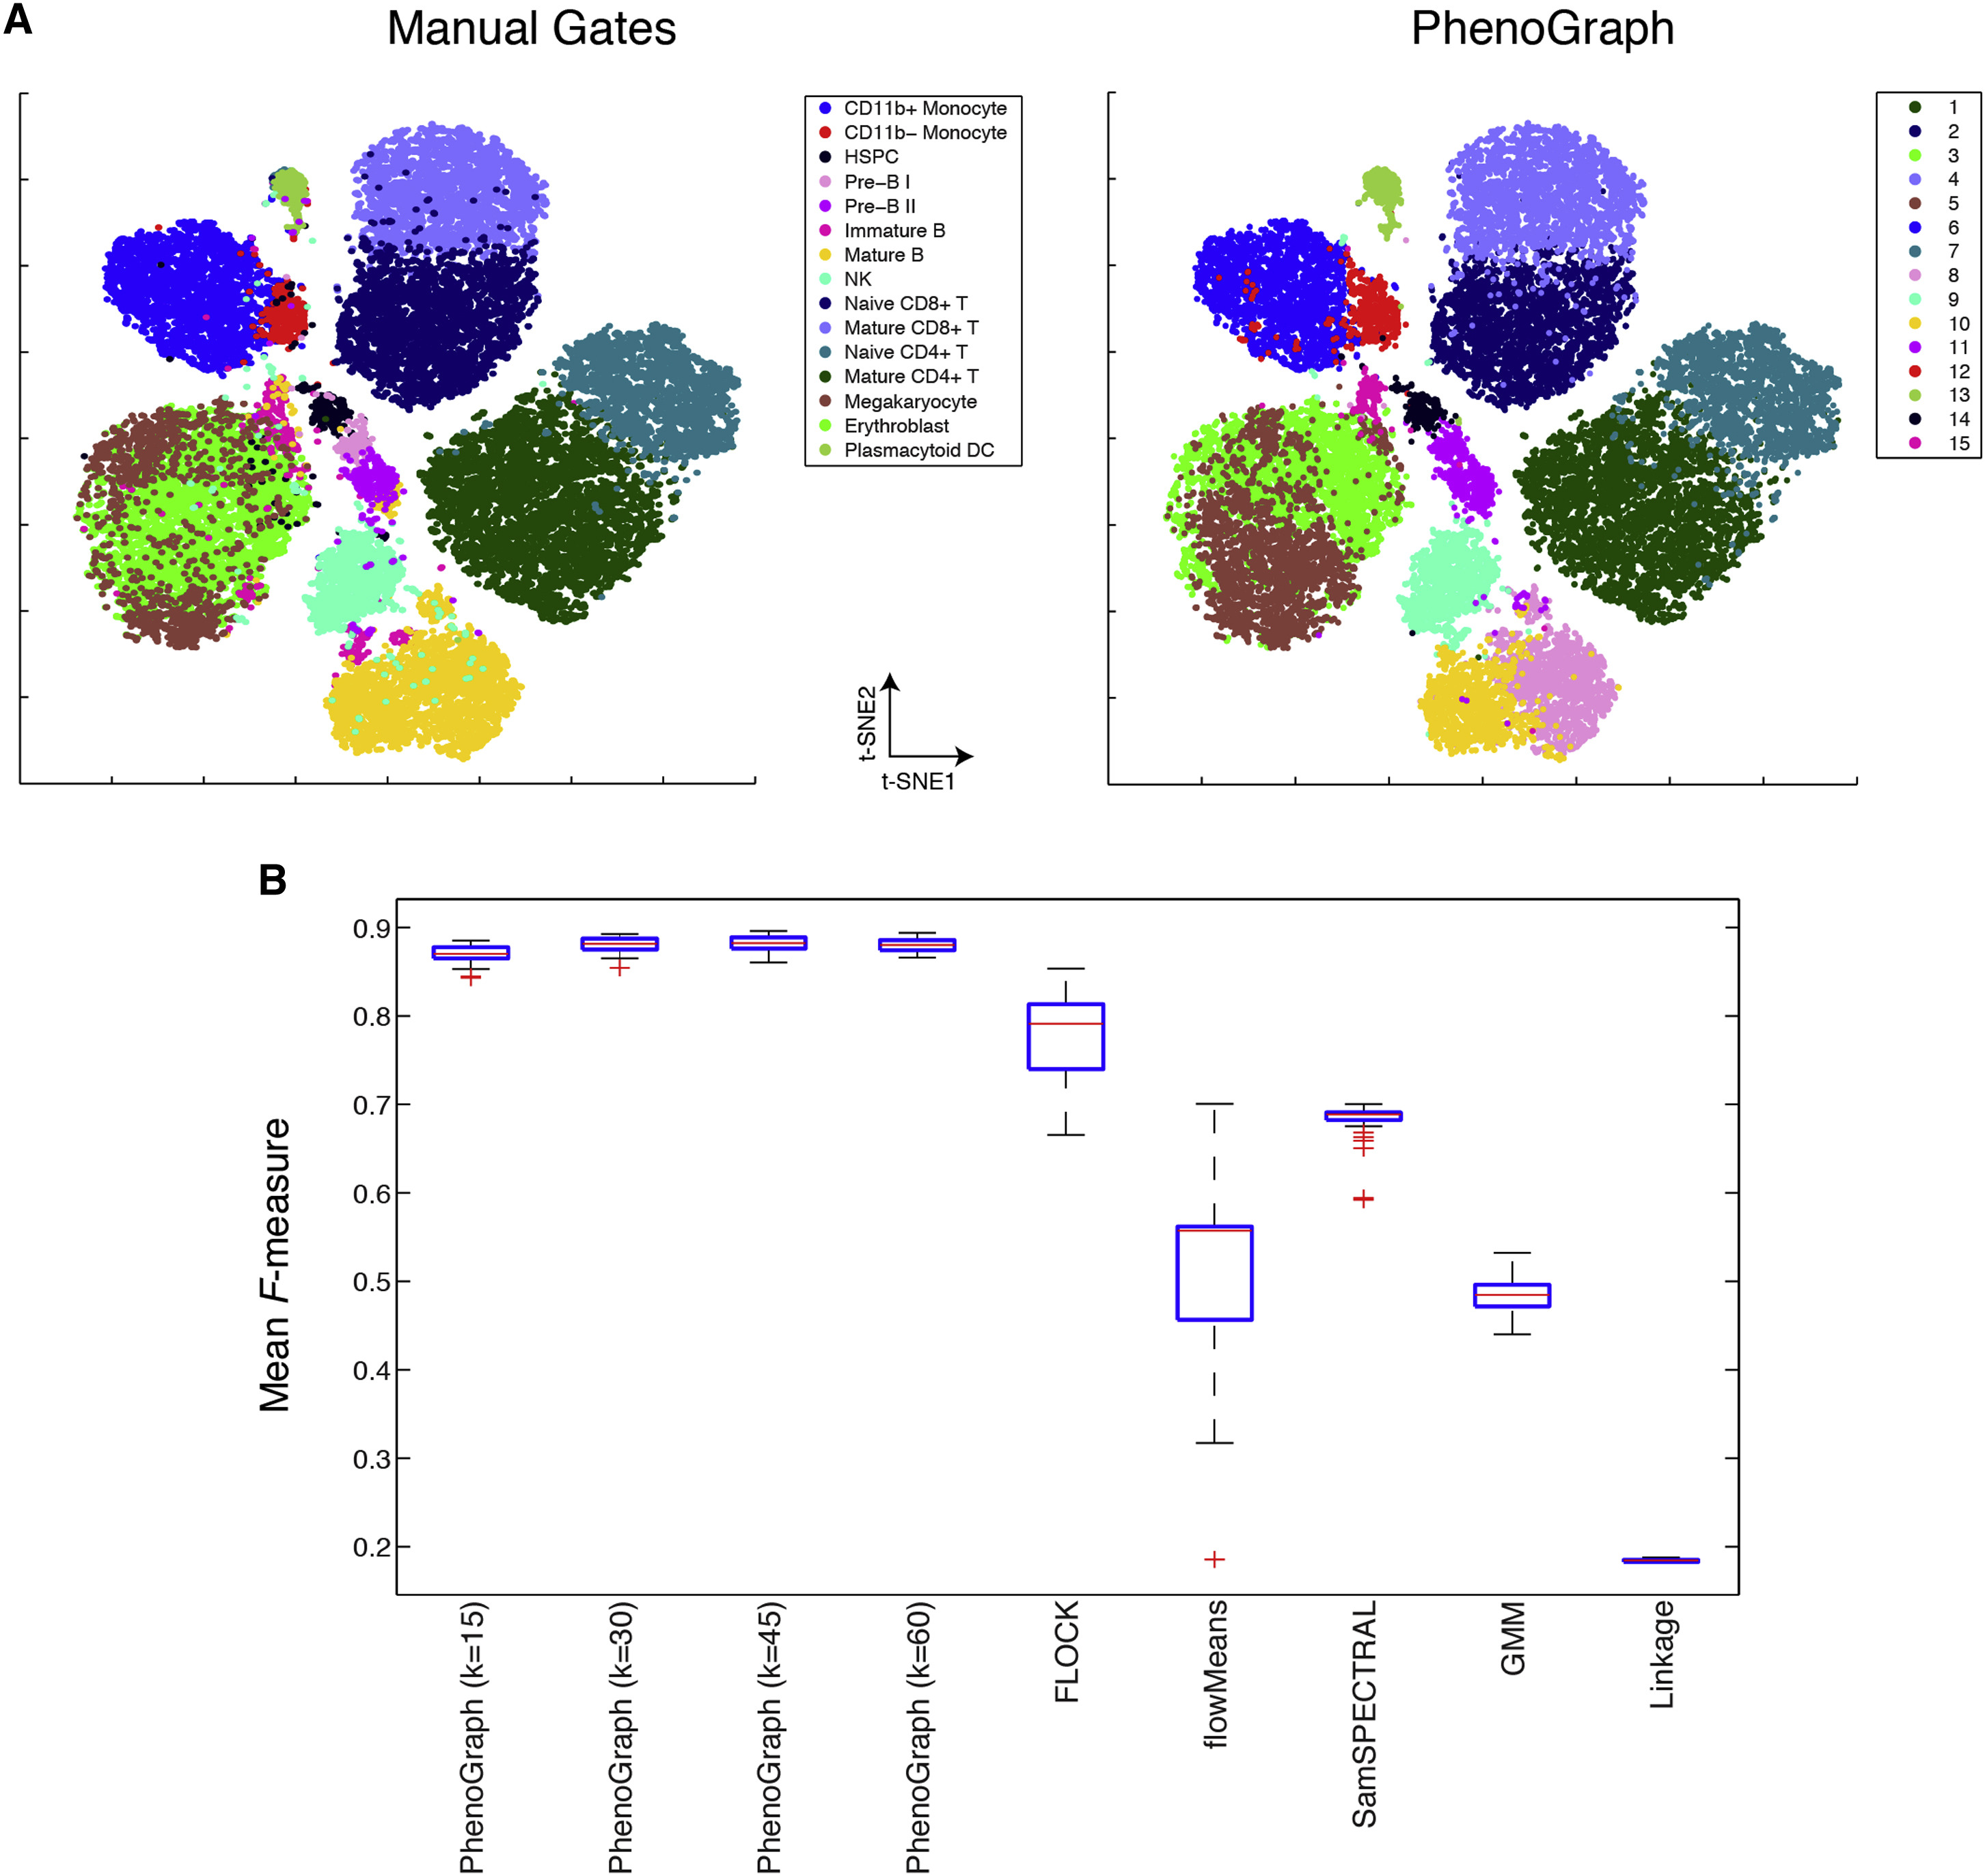 A
Manual Gates
PhenoGraph
CD11b+ Monocyte
CD11b− Monocyte
HSPC
Pre−B I
Pre−B II
Immature B
Mature B
NK
Naive CD8+ T
Mature CD8+ T
Naive CD4+ T
Mature CD4+ T
Megakaryocyte
Erythroblast
Plasmacytoid DC
1
2
3
4
5
6
7
8
9
10
11
12
13
14
15
t-SNE2
t-SNE1
B
Mean F-measure
0.9
0.8
0.7
0.6
0.5
0.4
0.3
0.2
PhenoGraph (k=15)
PhenoGraph (k=30)
PhenoGraph (k=45)
PhenoGraph (k=60)
FLOCK
flowMeans
SamSPECTRAL
GMM
Linkage